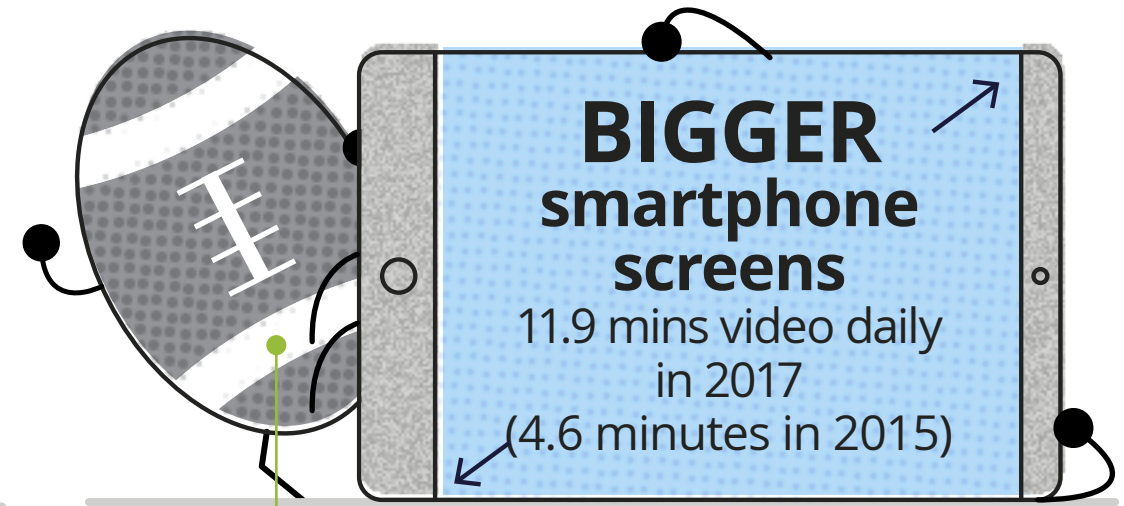 BIGGER
smartphone
screens
11.9 mins video daily
in 2017
(4.6 minutes in 2015)